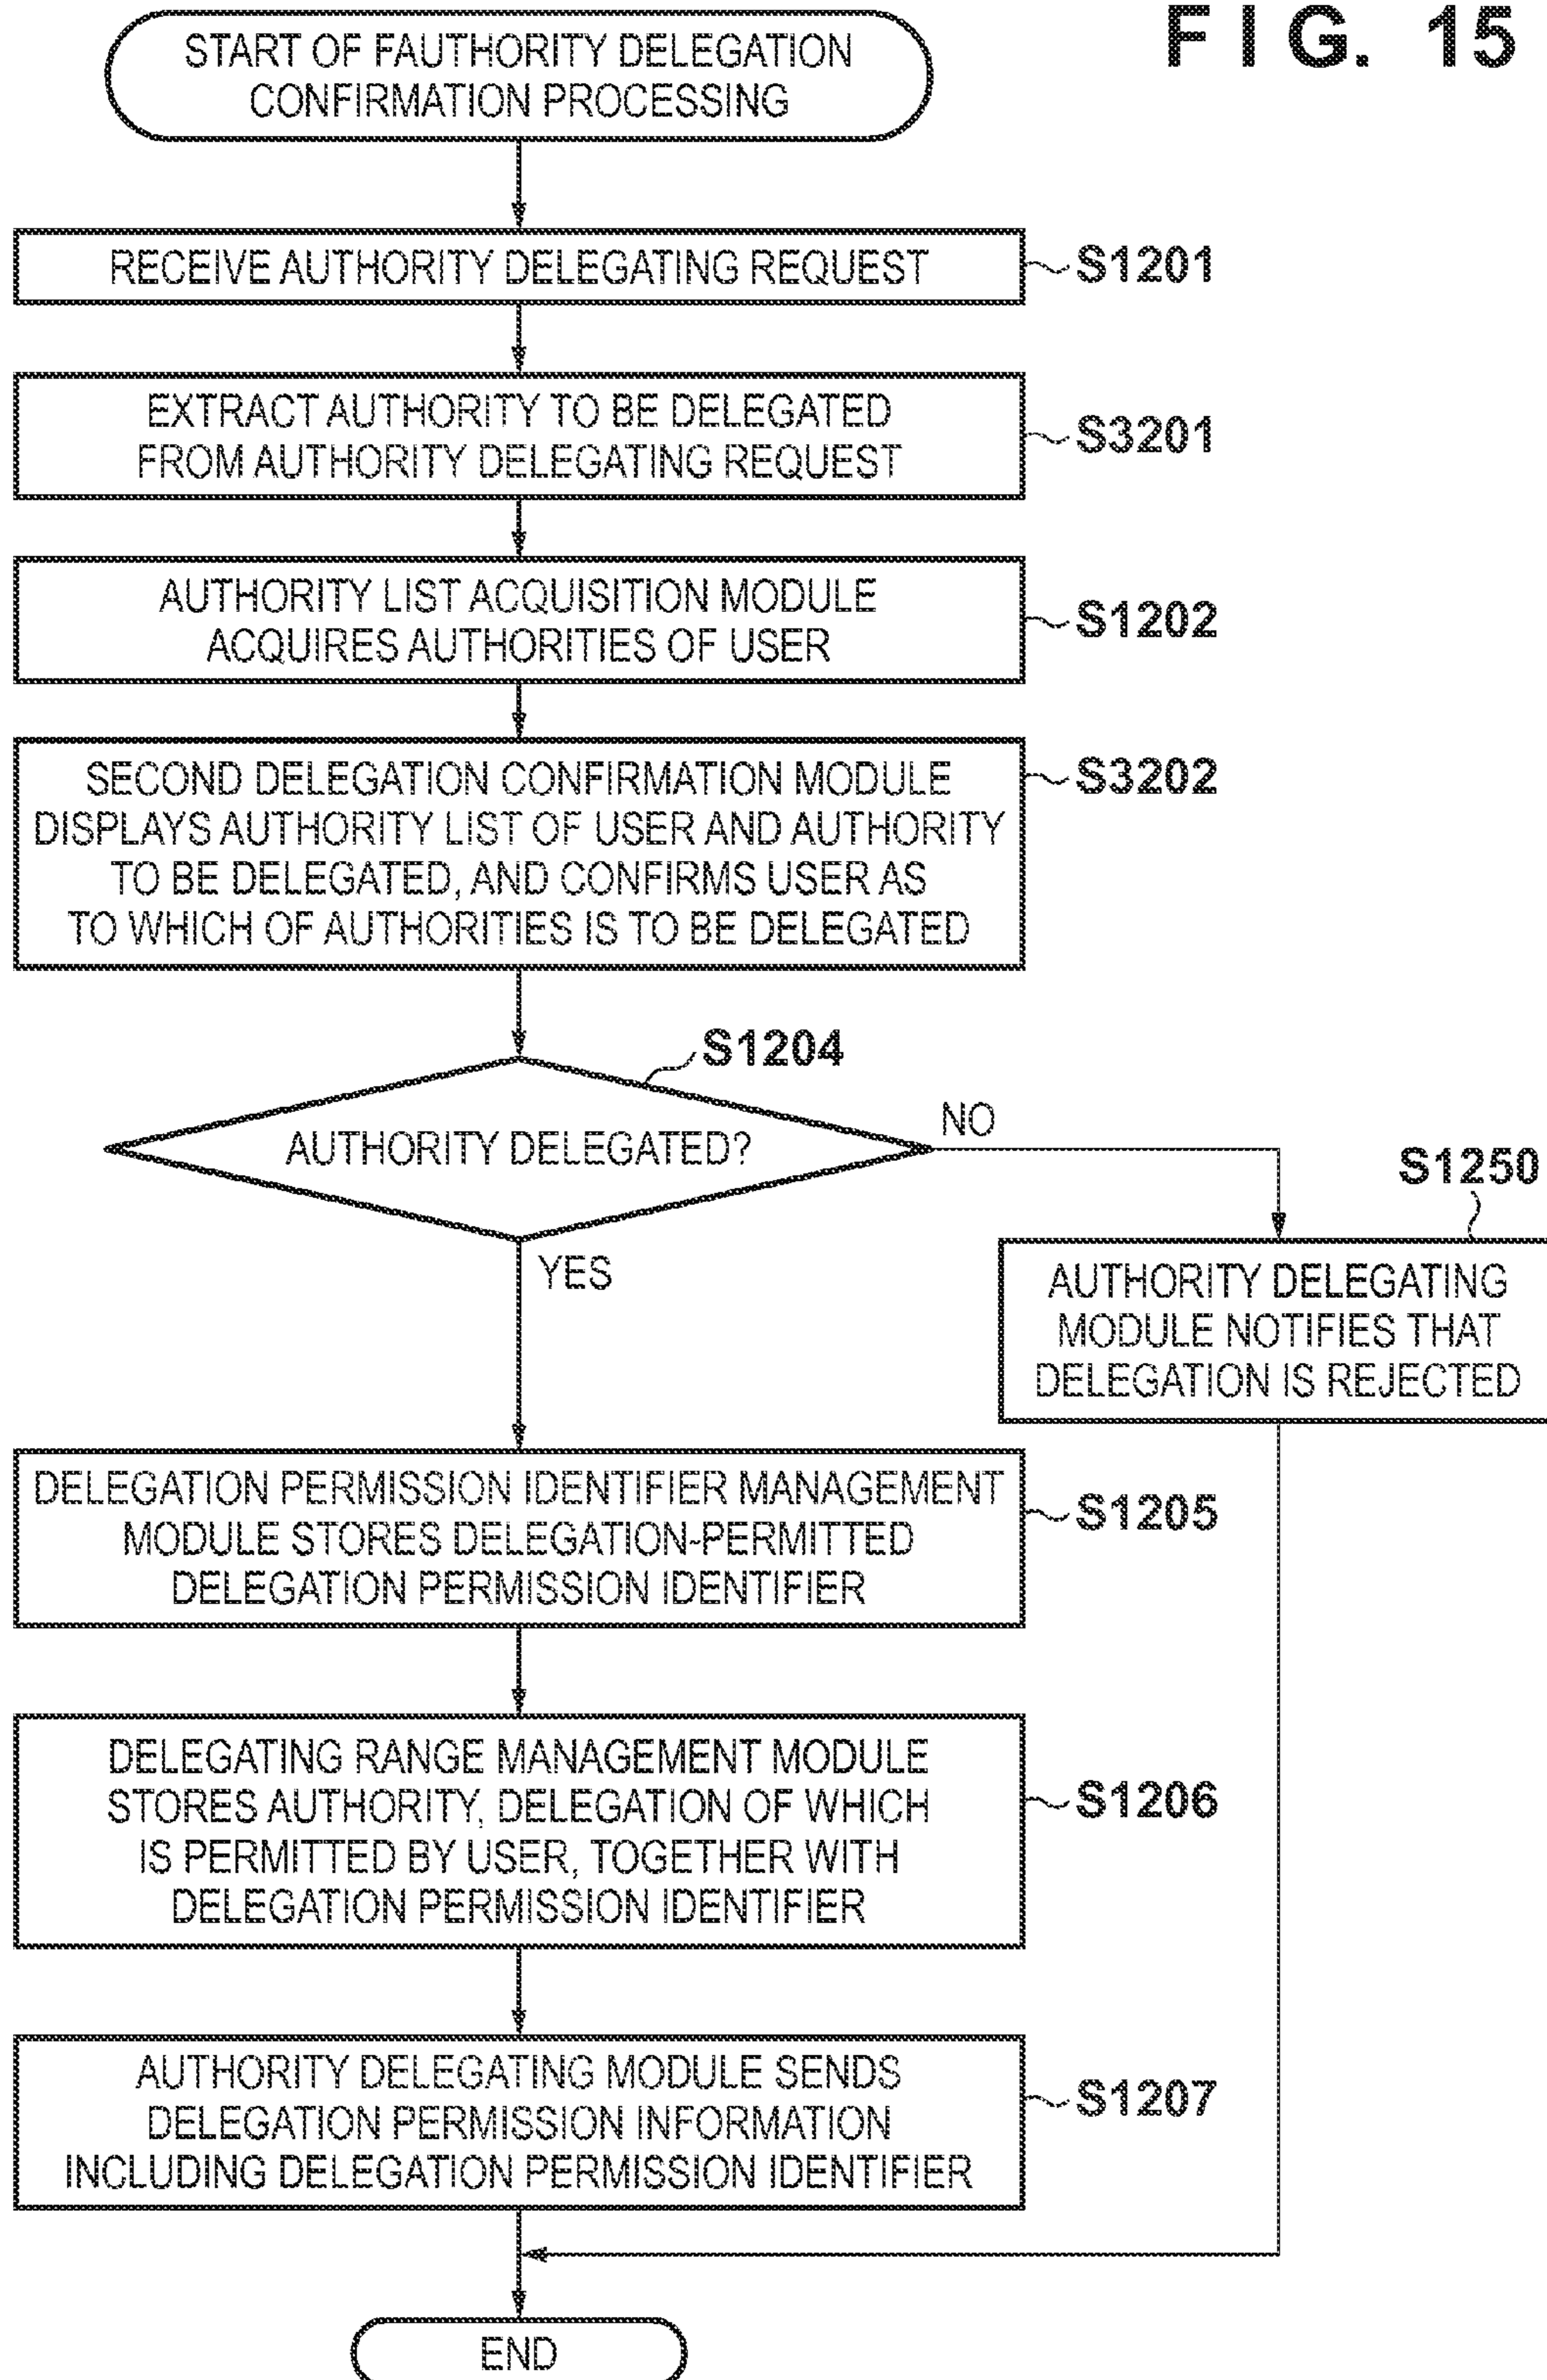 FIG. 15
START OF FAUTHORITY DELEGATION
CONFIRMATION PROCESSING
RECEIVE AUTHORITY DELEGATING REQUEST
S1201
EXTRACT AUTHORITY TO BE DELEGATED
FROM AUTHORITY DELEGATING REQUEST
S3201
AUTHORITY LIST ACQUISITION MODULE
ACQUIRES AUTHORITIES OF USER
S1202
SECOND DELEGATION CONFIRMATION MODULE
DISPLAYS AUTHORITY LIST OF USER AND AUTHORITY
TO BE DELEGATED, AND CONFIRMS USER AS
TO WHICH OF AUTHORITIES IS TO BE DELEGATED
S3202
S1204
AUTHORITY DELEGATED?
NO
YES
S1250
AUTHORITY DELEGATING
MODULE NOTIFIES THAT
DELEGATION IS REJECTED
DELEGATION PERMISSION IDENTIFIER MANAGEMENT
MODULE STORES DELEGATION-PERMITTED
DELEGATION PERMISSION IDENTIFIER
S1205
DELEGATING RANGE MANAGEMENT MODULE
STORES AUTHORITY, DELEGATION OF WHICH
IS PERMITTED BY USER, TOGETHER WITH
DELEGATION PERMISSION IDENTIFIER
S1206
AUTHORITY DELEGATING MODULE SENDS
DELEGATION PERMISSION INFORMATION
INCLUDING DELEGATION PERMISSION IDENTIFIER
S1207
END